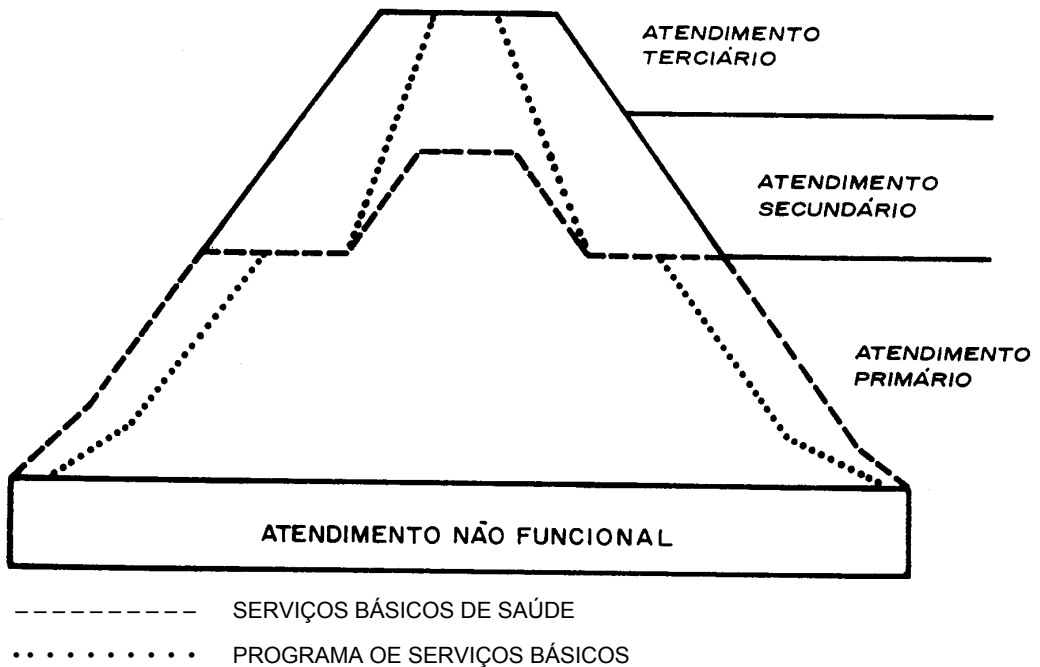 ATENDIMENTO
TERCIÁRIO
ATENDIMENTO
SECUNDÁRIO
ATENDIMENTO
PRIMÁRIO
ATENDIMENTO NÃO FUNCIONAL
SERVIÇOS BÁSICOS DE SAÚDE
PROGRAMA OE SERVIÇOS BÁSICOS